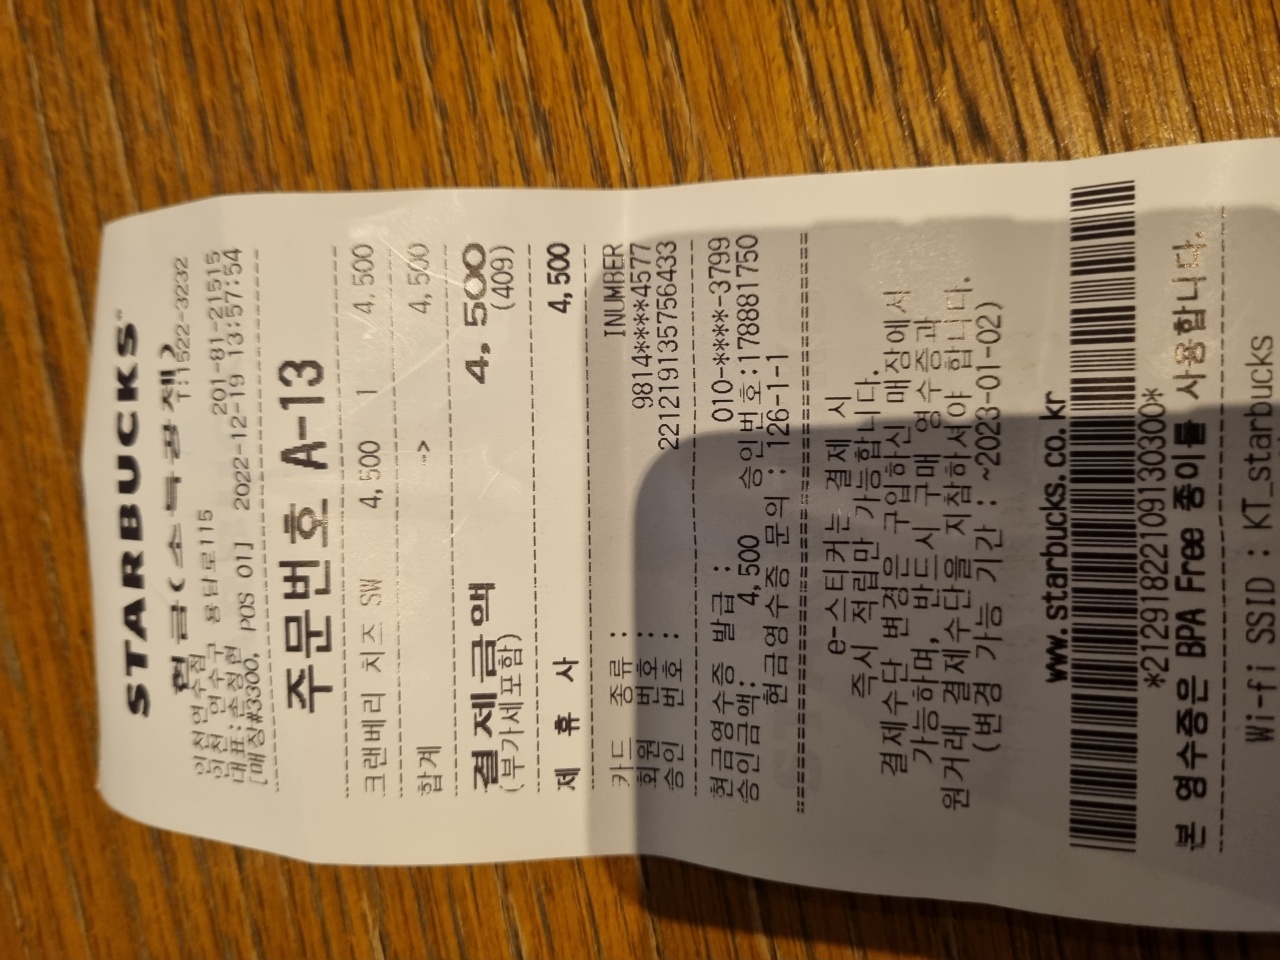 STARBUCKS
현금(소득공제)
인천연수점 T:1522-3232
인천 연수구 용담로115
대표:손정현 201-81-21515
[매장#3300, POS 01] 2022-12-19 13:57:54
주문번호 A-13
크랜베리 치즈 SW 4,500 1 4,500
합계 -> 4,500
결제금액 4,500
(부가세포함) (409)
제 휴 사 4,500
카드 종류: INUMBER
회원 번호: 9814****4577
승인 번호: 22121913575643​3
현금영수증 발급 : 010-****-3799
승인금액: 4,500 승인번호:178881750
현금영수증 문의 : 126-1-1
e-스티커는 결제 시
즉시 적립만 가능합니다.
결제수단 변경은 구입하신 매장에서
가능하며, 반드시 구매 영수증과
원거래 결제수단을 지참하셔야 합니다.
(변경 가능 기간 : ~2023-01-02)
www.starbucks.co.kr
*2129182210913​0300*
본 영수증은 BPA Free 종이를 사용합니다.
Wi-fi SSID : KT_starbucks